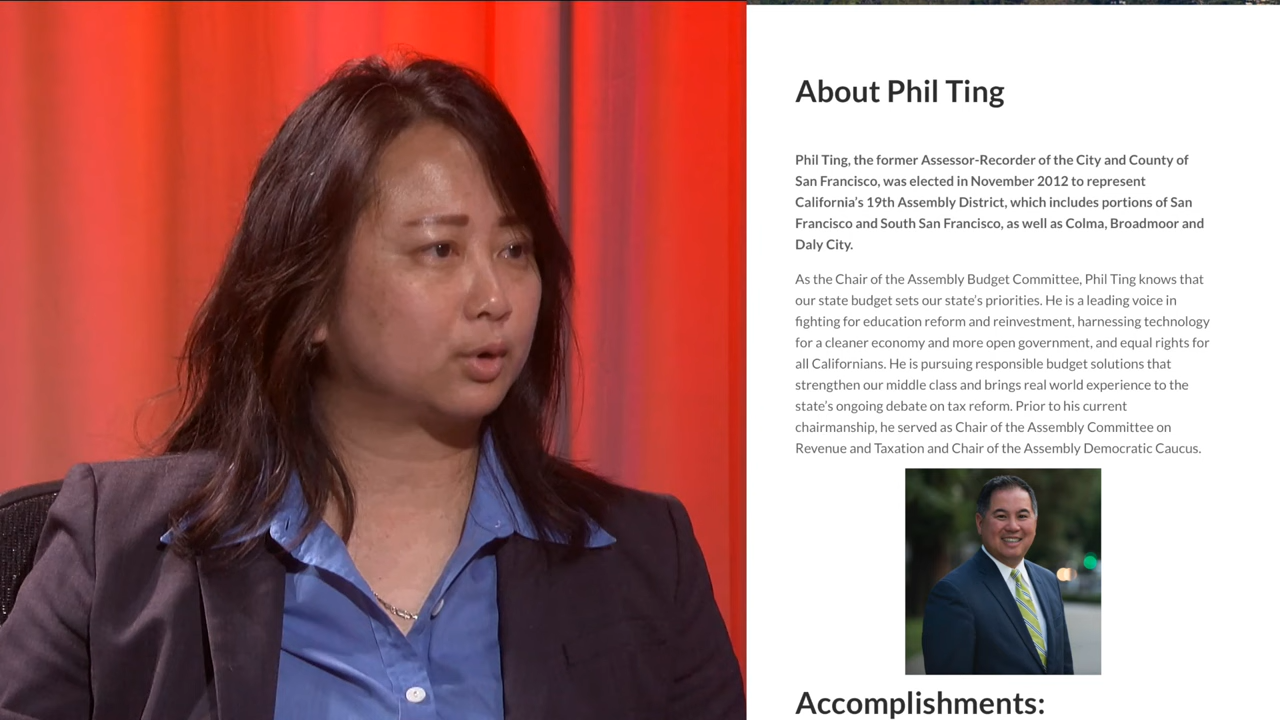 About Phil Ting
Phil Ting, the former Assessor-Recorder of the City and County of
San Francisco, was elected in November 2012 to represent
California’s 19th Assembly District, which includes portions of San
Francisco and South San Francisco, as well as Colma, Broadmoor and
Daly City.
As the Chair of the Assembly Budget Committee, Phil Ting knows that
our state budget sets our state’s priorities. He is a leading voice in
fighting for education reform and reinvestment, harnessing technology
for a cleaner economy and more open government, and equal rights for
all Californians. He is pursuing responsible budget solutions that
strengthen our middle class and brings real world experience to the
state’s ongoing debate on tax reform. Prior to his current
chairmanship, he served as Chair of the Assembly Committee on
Revenue and Taxation and Chair of the Assembly Democratic Caucus.
Accomplishments: